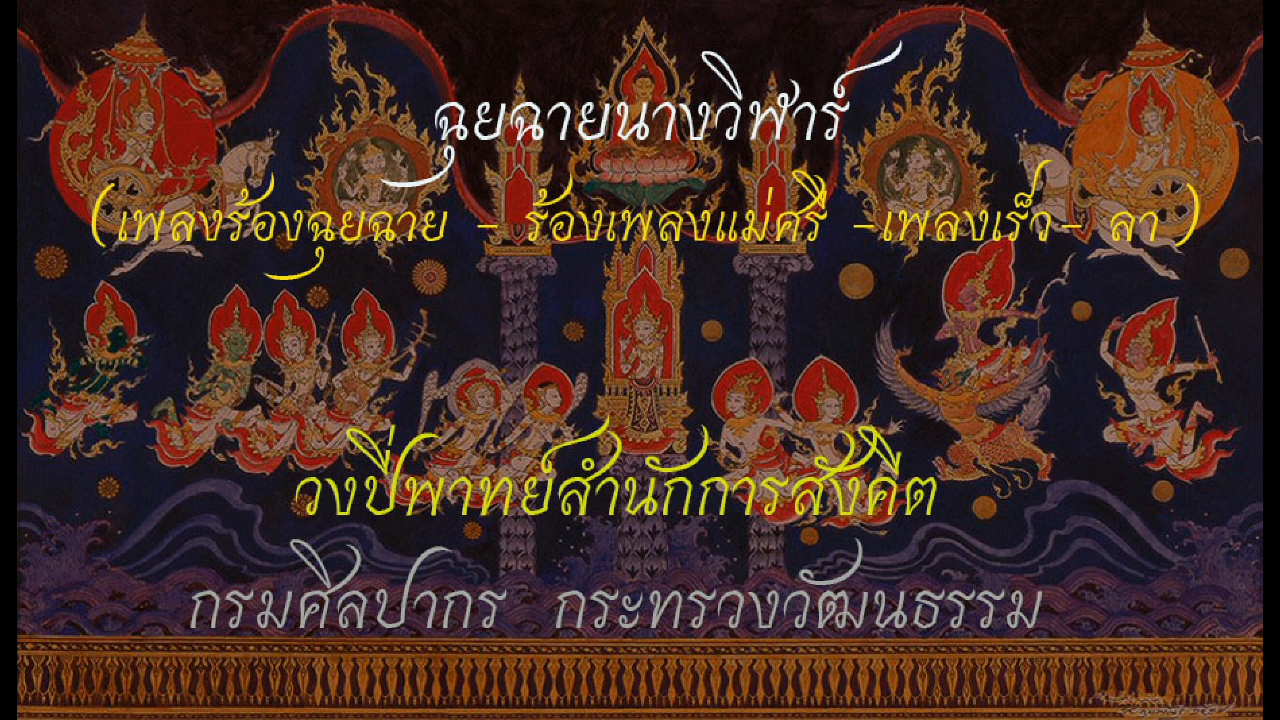 ฉุยฉายนางวิฬาร์
(เพลงร้องฉุยฉาย - ร้องเพลงแม่ศรี -เพลงเร็ว- ลา)
วงปี่พาทย์สำนักการสังคีต
กรมศิลปากร กระทรวงวัฒนธรรม